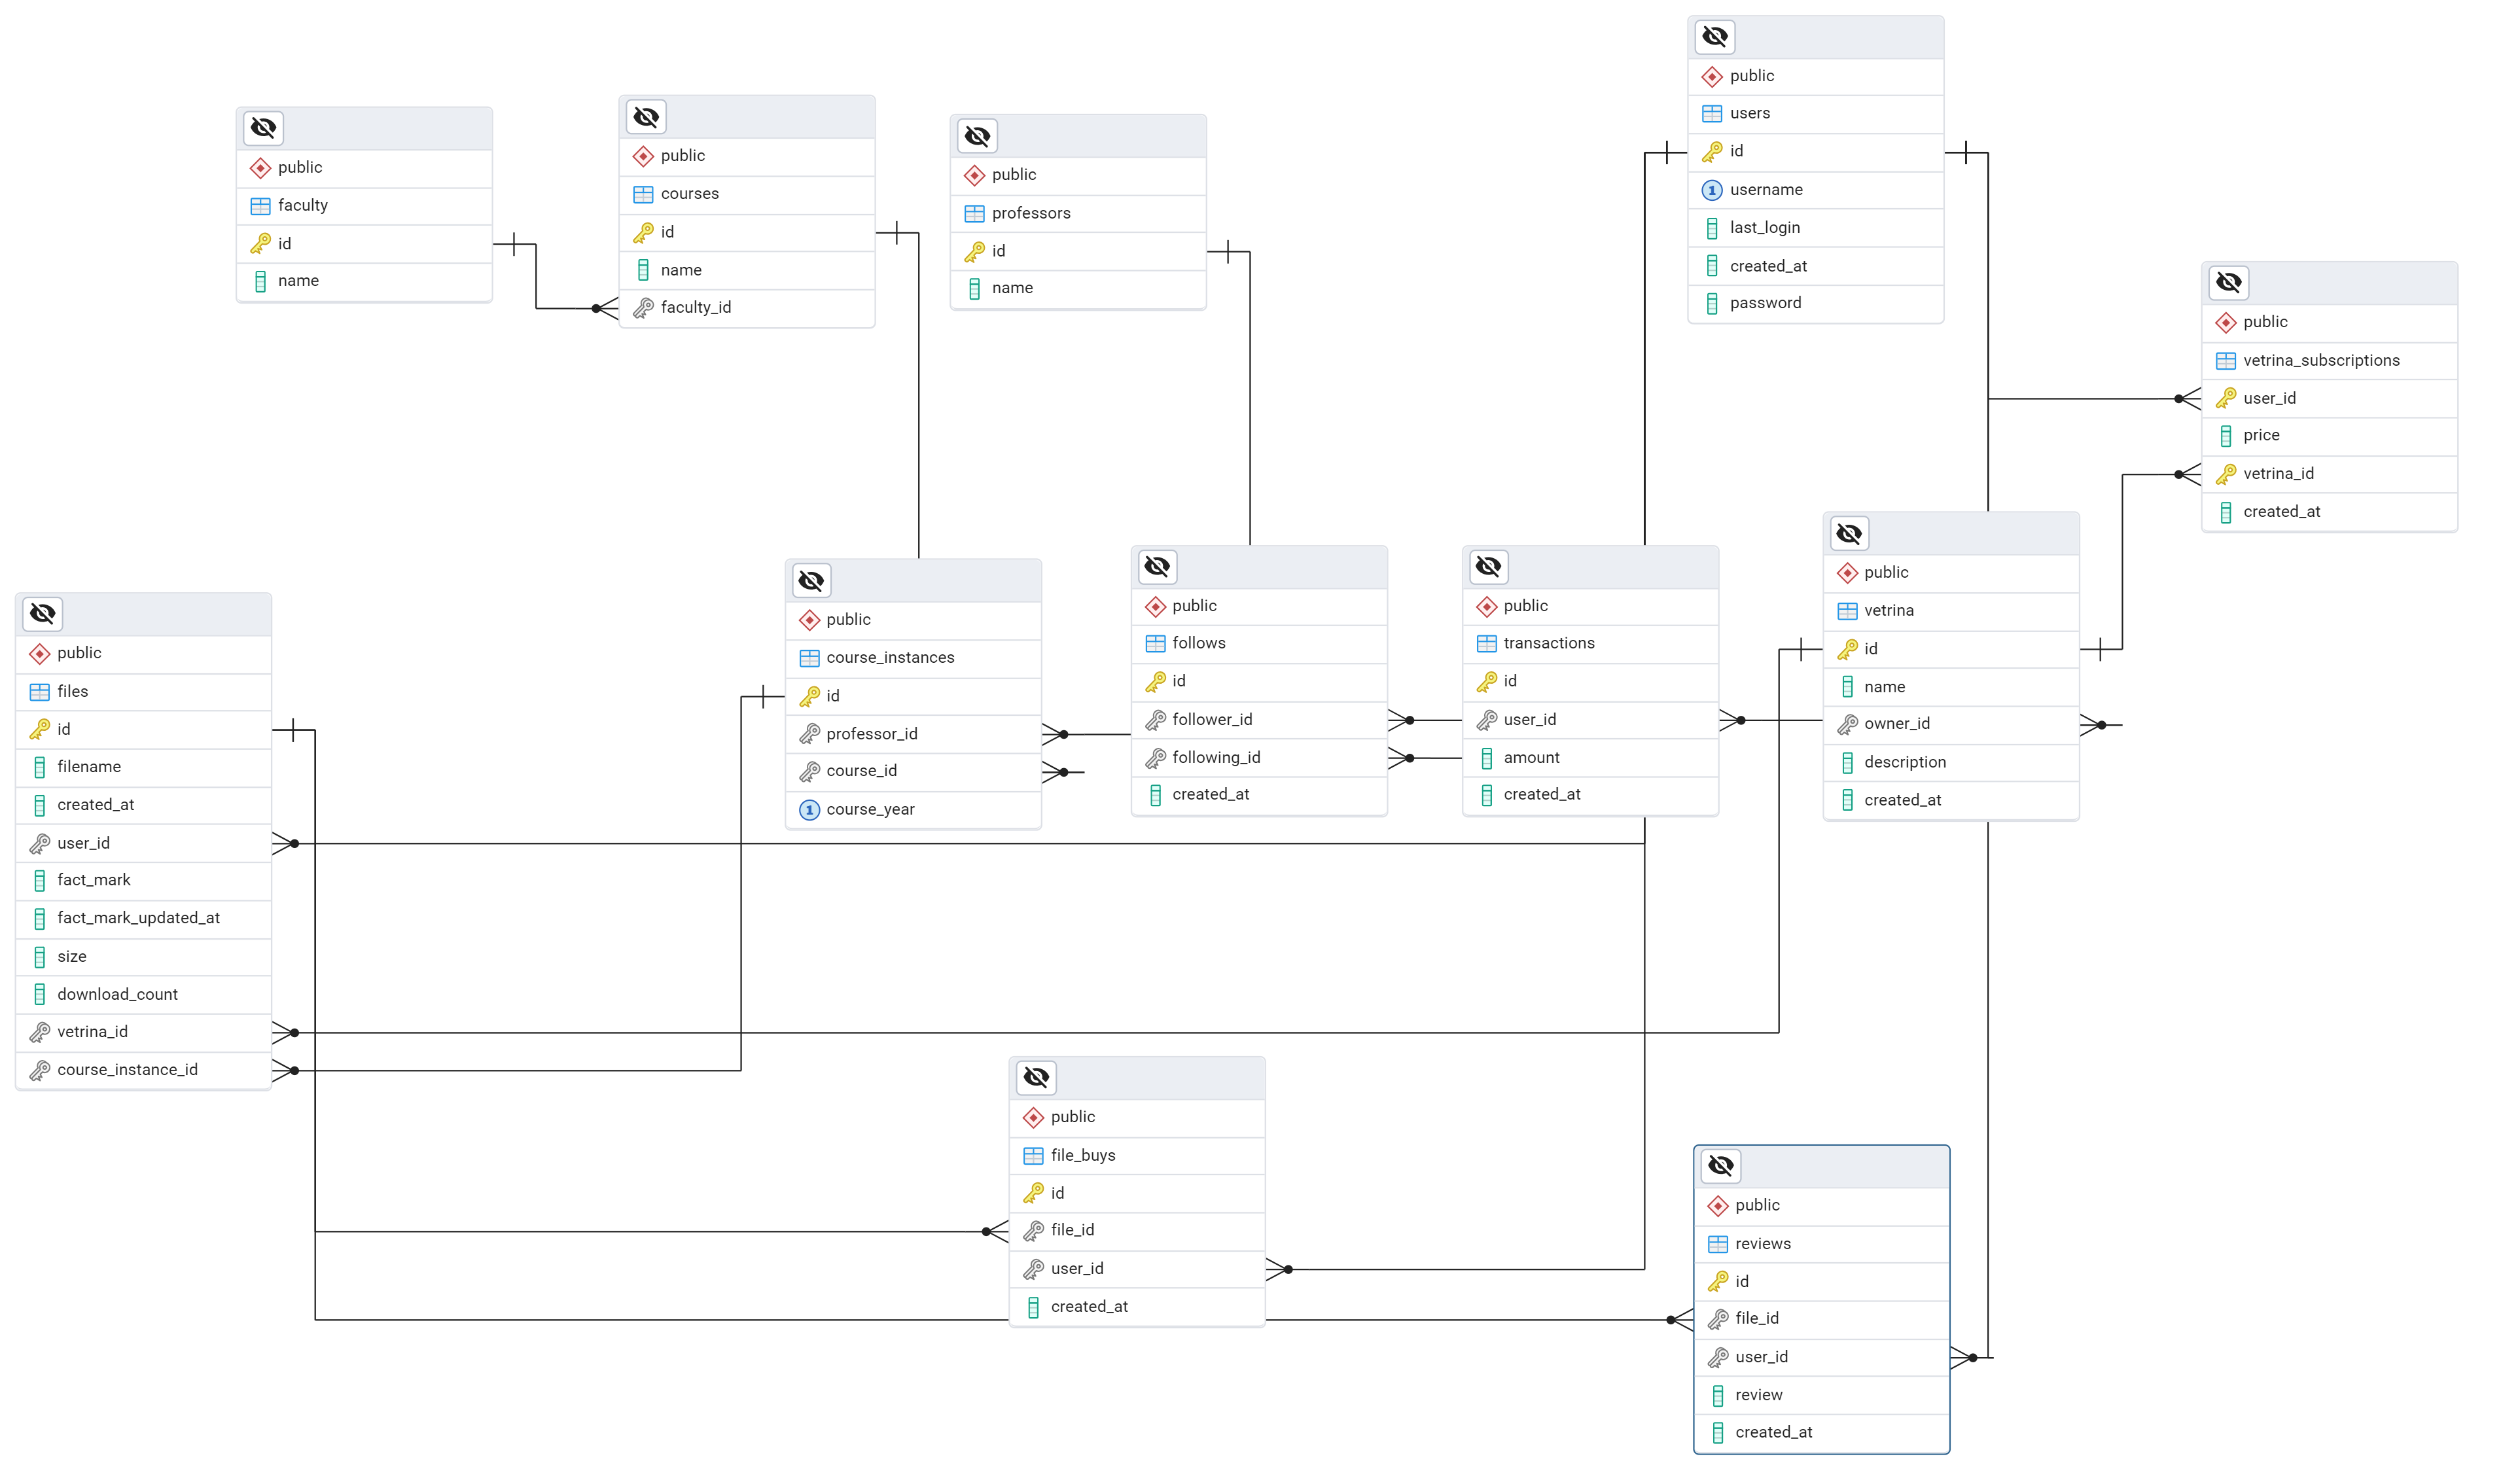 public
faculty
id
name
public
courses
id
name
faculty_id
public
professors
id
name
public
users
id
1 username
last_login
created_at
password
public
vetrina_subscriptions
user_id
price
vetrina_id
created_at
public
files
id
filename
created_at
user_id
fact_mark
fact_mark_updated_at
size
download_count
vetrina_id
course_instance_id
public
course_instances
id
professor_id
course_id
1 course_year
public
follows
id
follower_id
following_id
created_at
public
transactions
id
user_id
amount
created_at
public
vetrina
id
name
owner_id
description
created_at
public
file_buys
id
file_id
user_id
created_at
public
reviews
id
file_id
user_id
review
created_at